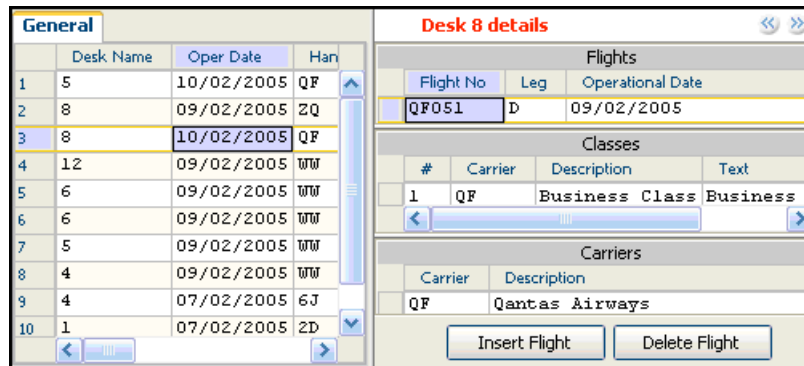 General
Desk Name Oper Date Han
1 5 10/02/2005 QF
2 8 09/02/2005 ZQ
3 8 10/02/2005 QF
4 12 09/02/2005 WW
5 6 09/02/2005 WW
6 6 09/02/2005 WW
7 5 09/02/2005 WW
8 4 09/02/2005 WW
9 4 07/02/2005 6J
10 1 07/02/2005 2D
Desk 8 details
Flights
Flight No Leg Operational Date
QF051 D 09/02/2005
Classes
# Carrier Description Text
1 QF Business Class Business
Carriers
Carrier Description
QF Qantas Airways
Insert Flight Delete Flight